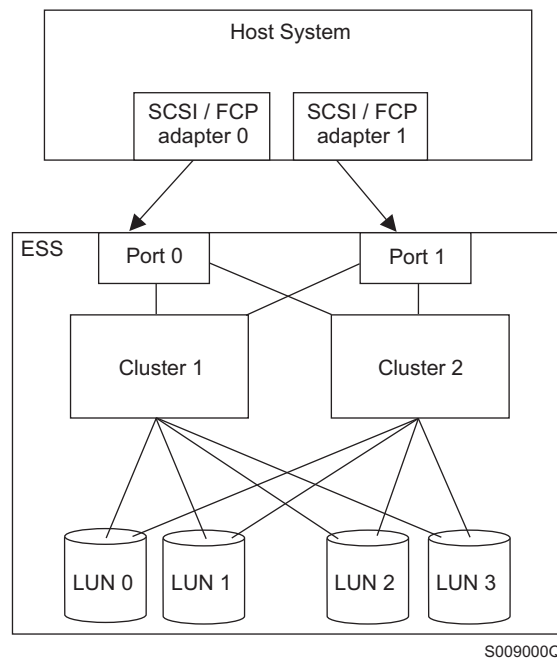 Host System
SCSI / FCP
adapter 0
SCSI / FCP
adapter 1
ESS
Port 0
Port 1
Cluster 1
Cluster 2
LUN 0
LUN 1
LUN 2
LUN 3
S009000Q